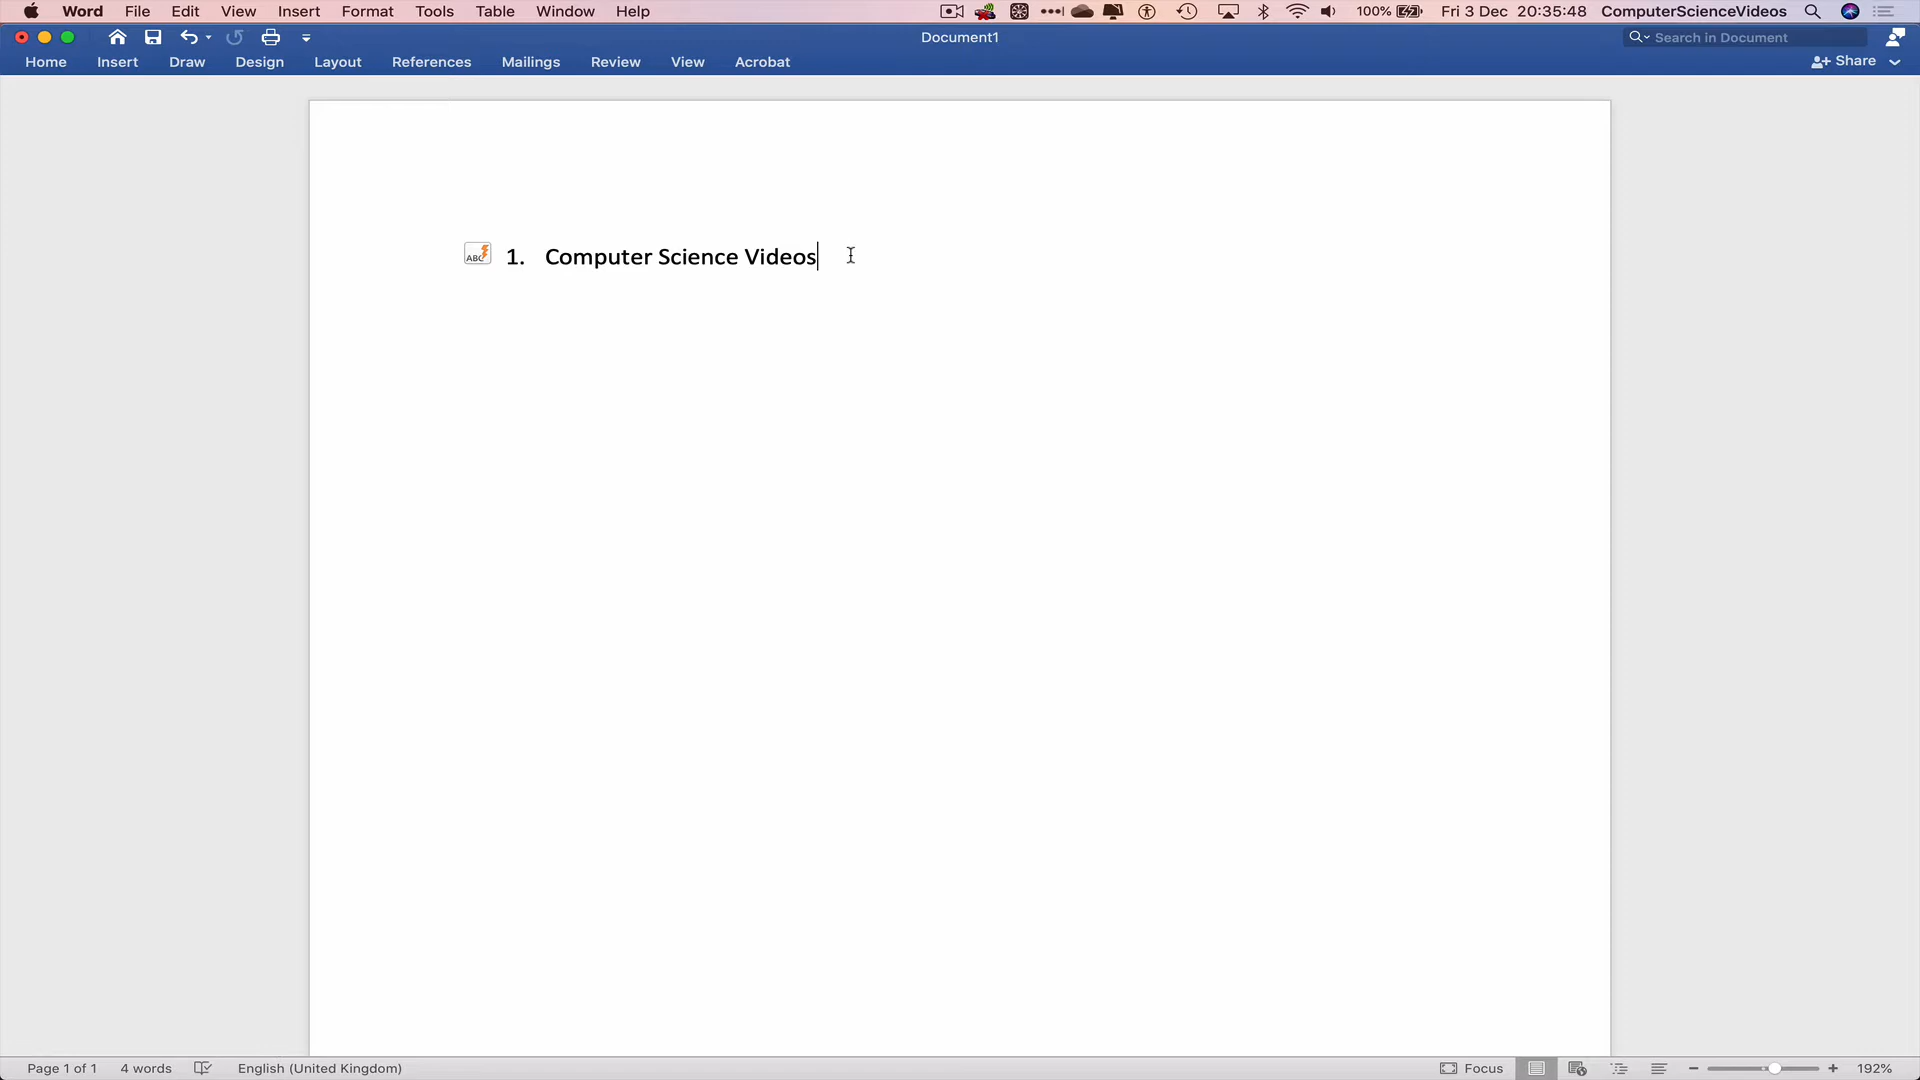 Word File Edit View Insert Format Tools Table Window Help 100% Fri 3 Dec 20:35:48 ComputerScienceVideos
Document1 Search in Document
Home Insert Draw Design Layout References Mailings Review View Acrobat Share
ABC 1. Computer Science Videos
Page 1 of 1 4 words English (United Kingdom) Focus 192%